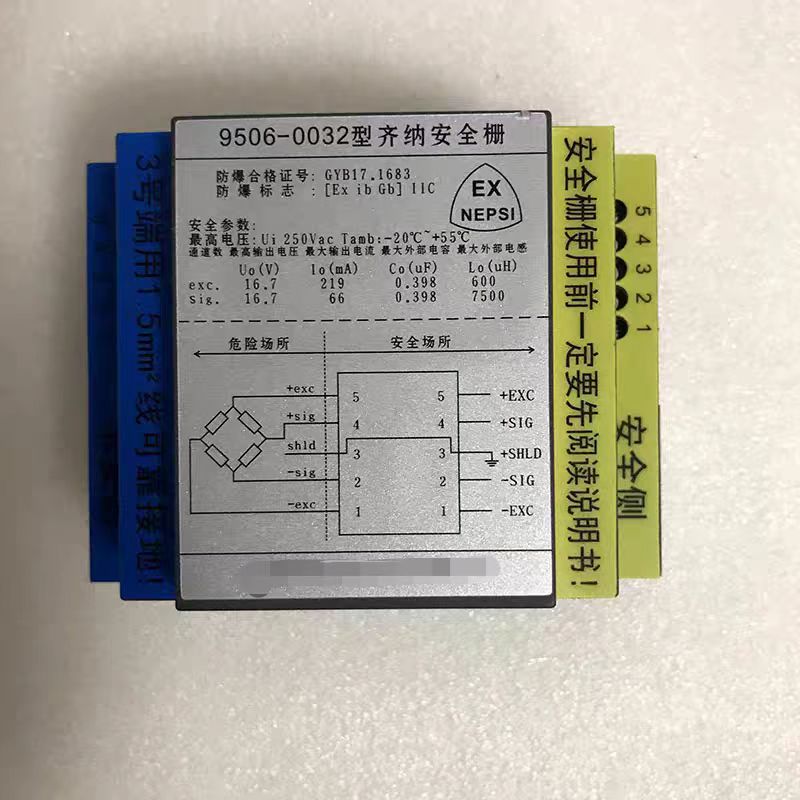 9506-0032型齐纳安全栅
防爆合格证号: GYB17.1683
防爆标志: [Ex ib Gb] IIC
EX
NEPSI
安全参数:
最高电压: Ui 250Vac Tamb:-20℃~+55℃
通道数 最高输出电压 最大输出电流 最大外部电容 最大外部电感
Uo(V) Io(mA) Co(uF) Lo(uH)
exc. 16.7 219 0.398 600
sig. 16.7 66 0.398 7500
危险场所 安全场所
+exc 5 5 +EXC
+sig 4 4 +SIG
shld 3 3 +SHLD
-sig 2 2 -SIG
-exc 1 1 -EXC
3号端用1.5mm²线可靠接地!
安全栅使用前一定要先阅读说明书!
5 4 3 2 1
安全侧